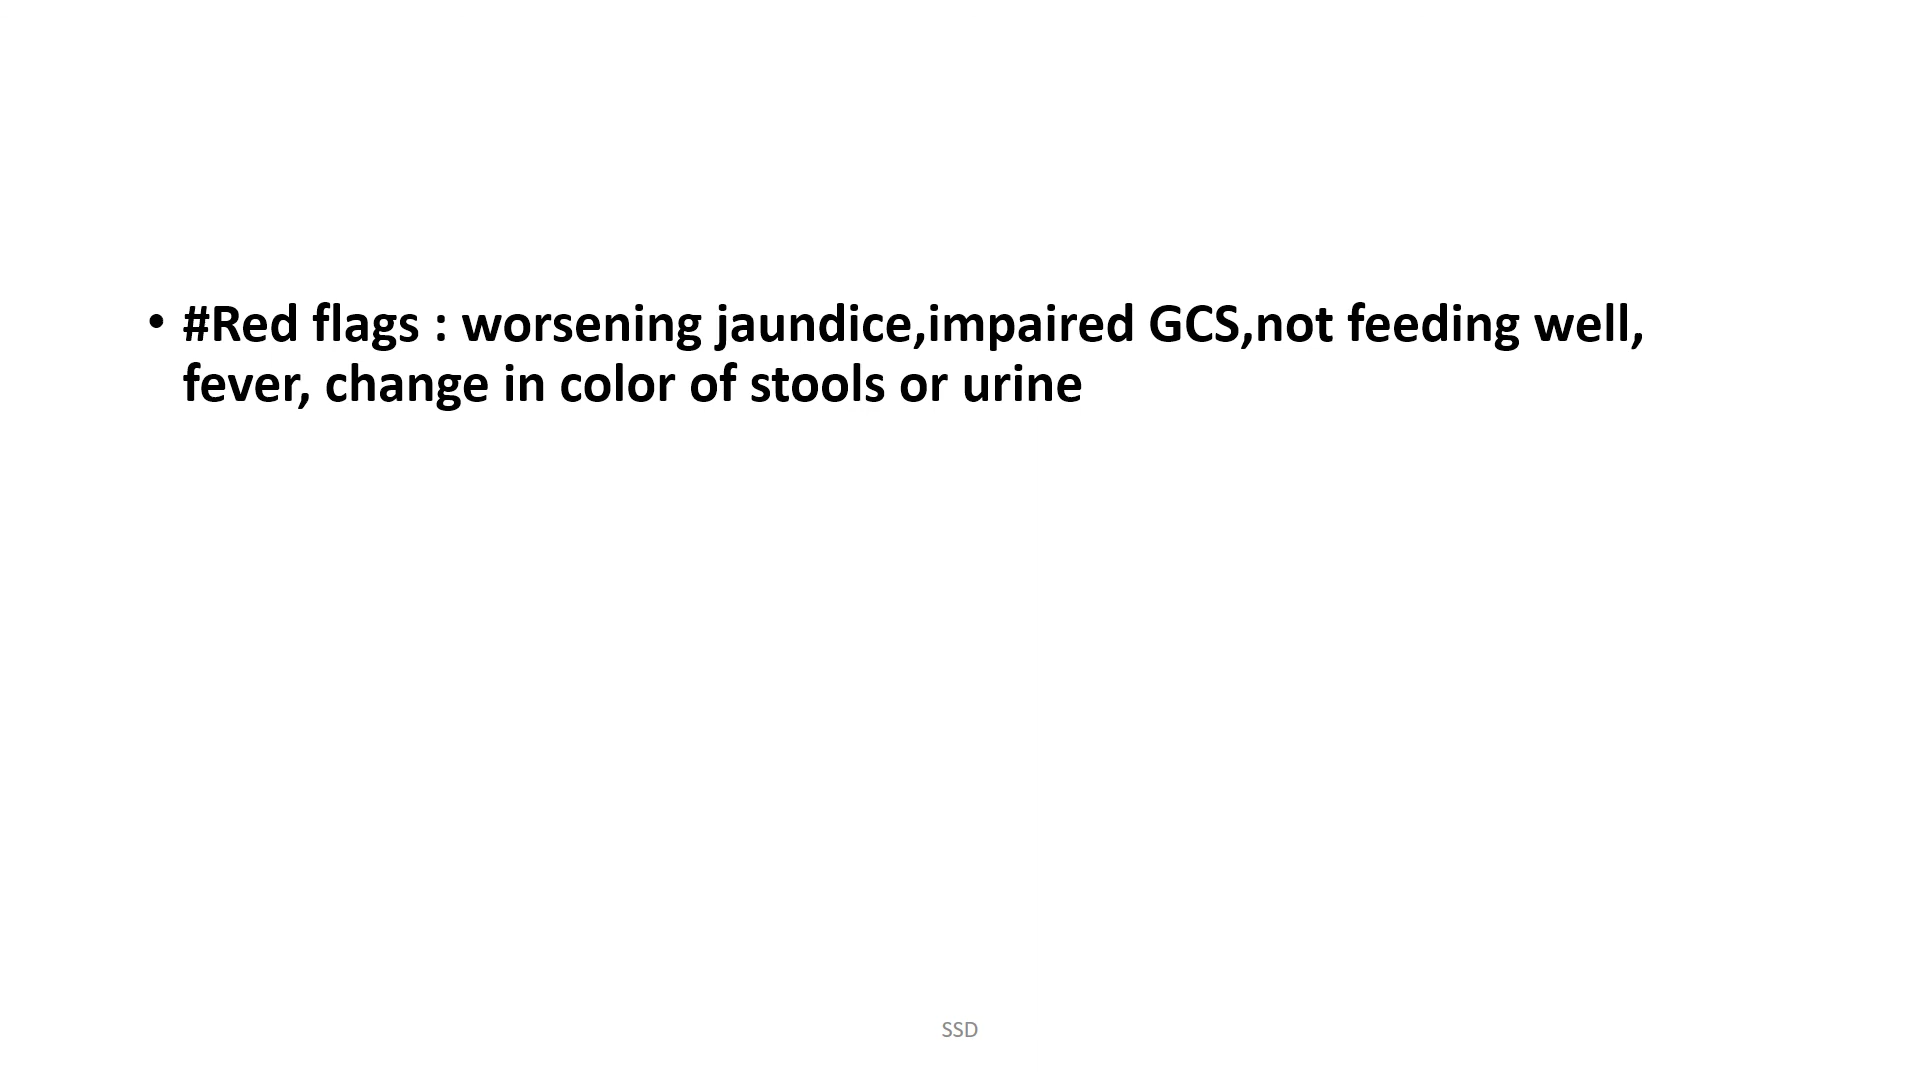 • #Red flags : worsening jaundice,impaired GCS,not feeding well,
fever, change in color of stools or urine
SSD